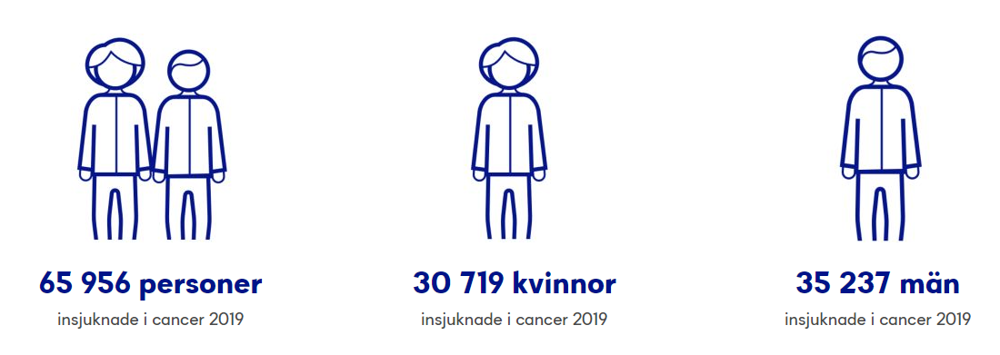 65 956 personer
insjuknade i cancer 2019
30 719 kvinnor
insjuknade i cancer 2019
35 237 män
insjuknade i cancer 2019